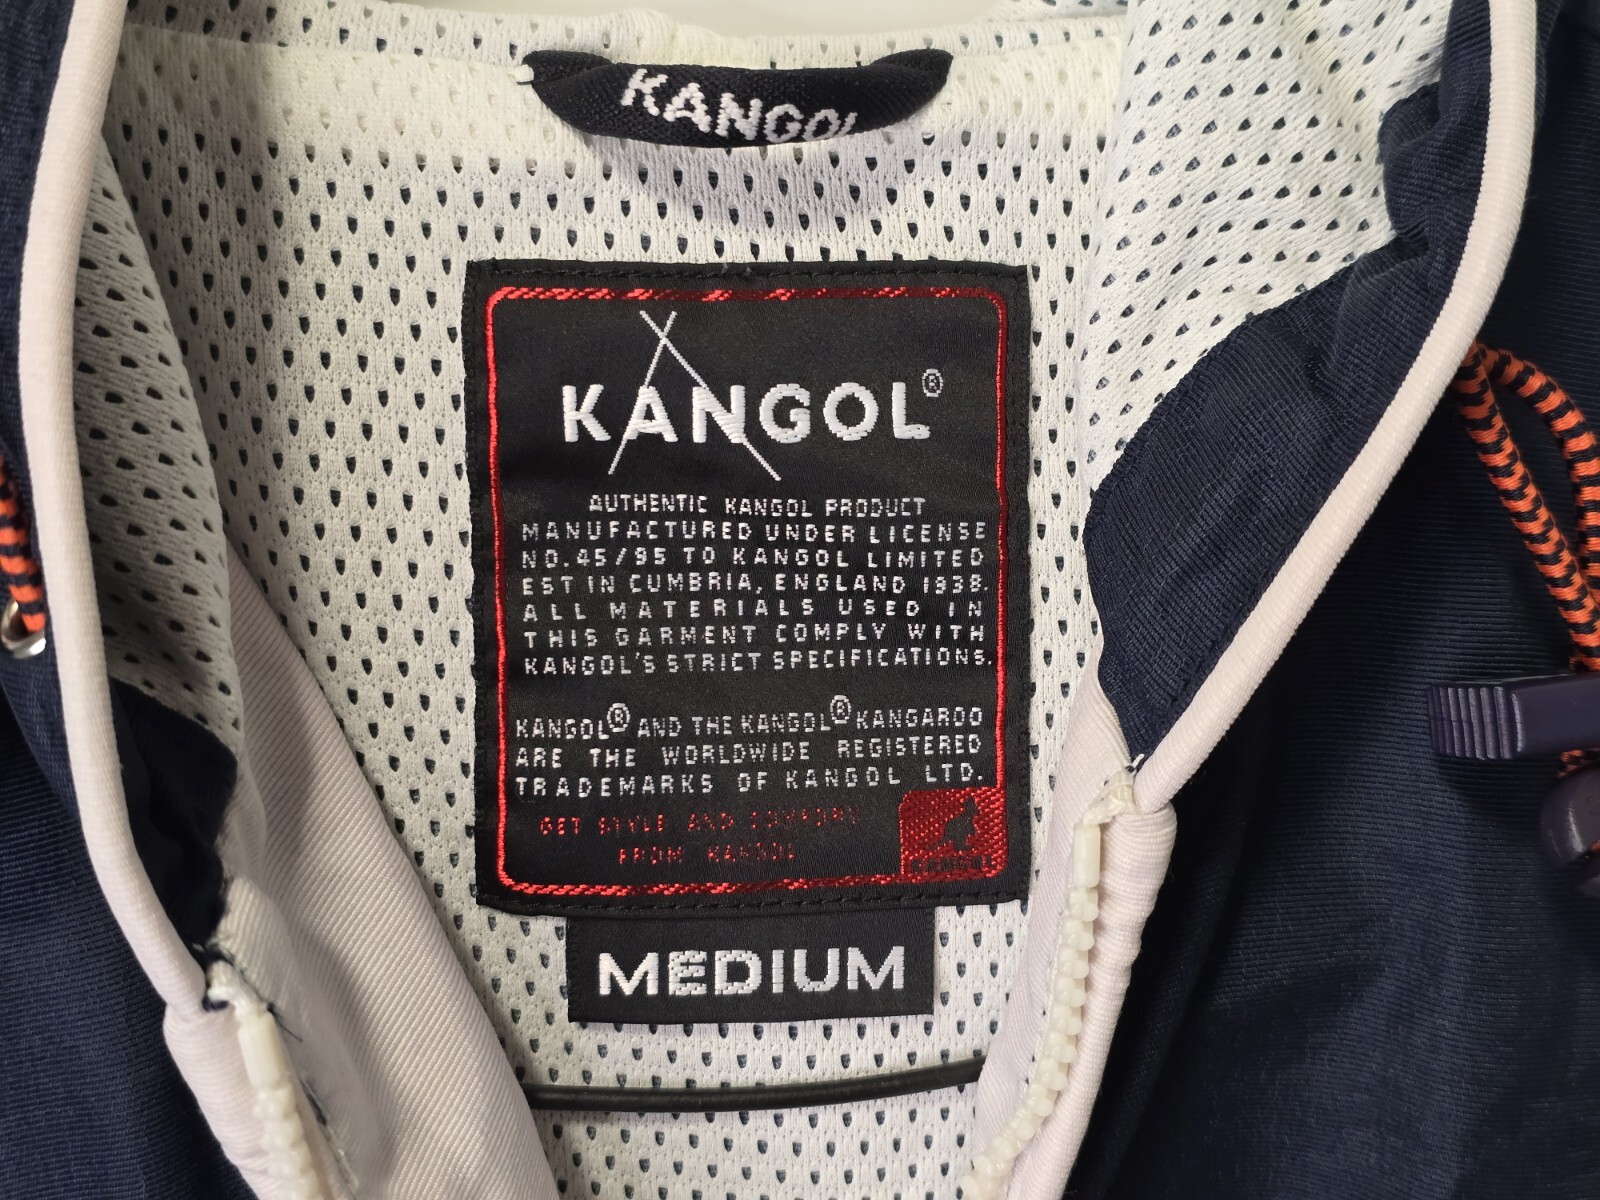 KANGOL
KANGOL®
AUTHENTIC KANGOL PRODUCT
MANUFACTURED UNDER LICENSE
NO.45/95 TO KANGOL LIMITED
EST IN CUMBRIA, ENGLAND 1938.
ALL MATERIALS USED IN
THIS GARMENT COMPLY WITH
KANGOL'S STRICT SPECIFICATIONS.
KANGOL® AND THE KANGOL® KANGAROO
ARE THE WORLDWIDE REGISTERED
TRADEMARKS OF KANGOL LTD.
GET STYLE AND COMFORT
FROM KANGOL
KANGOL
MEDIUM